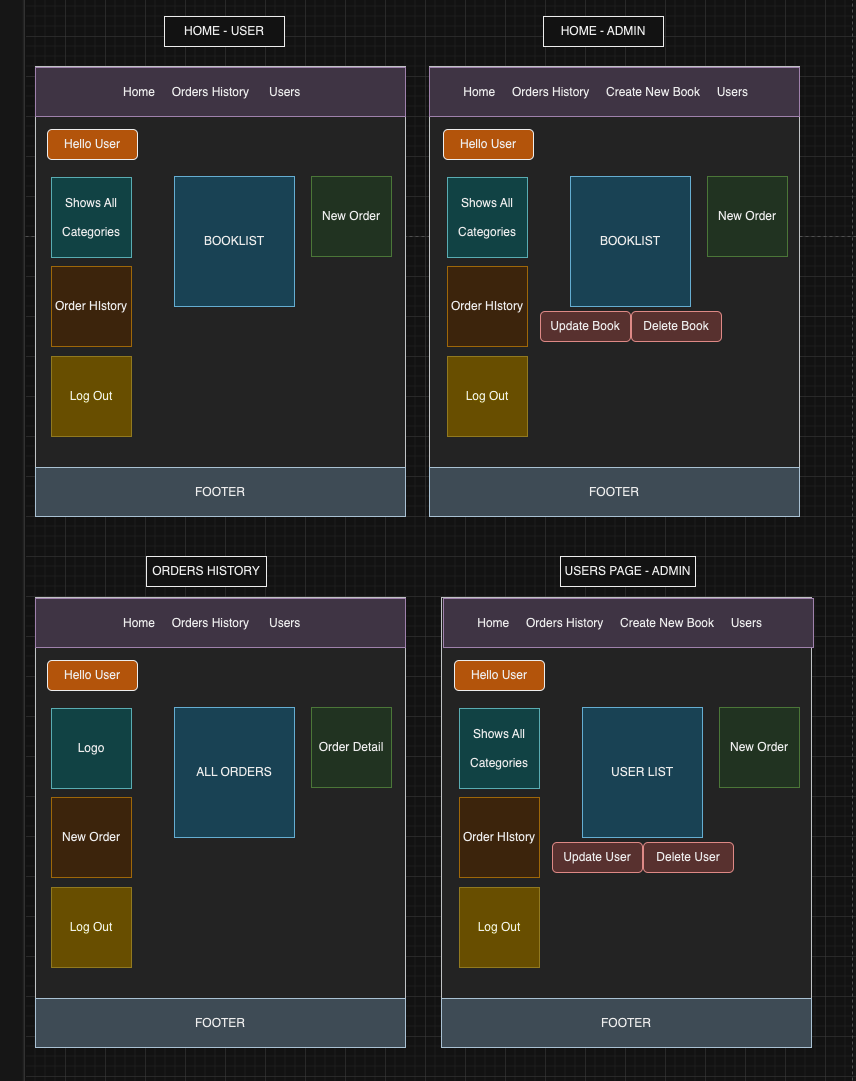 HOME - USER
HOME - ADMIN
Home Orders History Users
Hello User
Shows All
Categories
BOOKLIST
New Order
Order HIstory
Log Out
FOOTER
Home Orders History Create New Book Users
Hello User
Shows All
Categories
BOOKLIST
New Order
Order HIstory
Update Book
Delete Book
Log Out
FOOTER
ORDERS HISTORY
USERS PAGE - ADMIN
Home Orders History Users
Hello User
Logo
ALL ORDERS
Order Detail
New Order
Log Out
FOOTER
Home Orders History Create New Book Users
Hello User
Shows All
Categories
USER LIST
New Order
Order HIstory
Update User
Delete User
Log Out
FOOTER